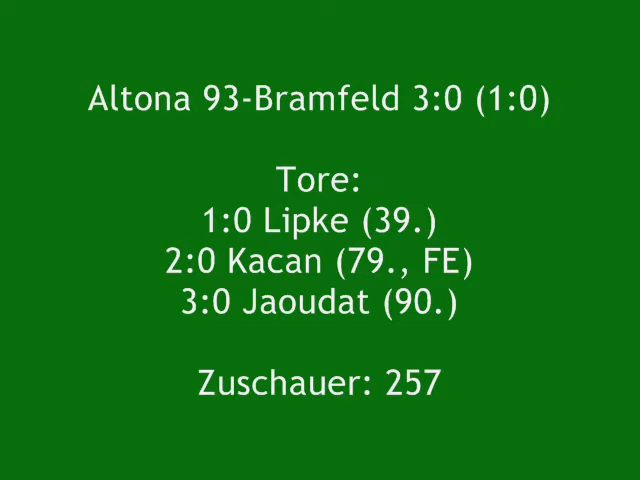 Altona 93-Bramfeld 3:0 (1:0)
Tore:
1:0 Lipke (39.)
2:0 Kacan (79., FE)
3:0 Jaoudat (90.)
Zuschauer: 257